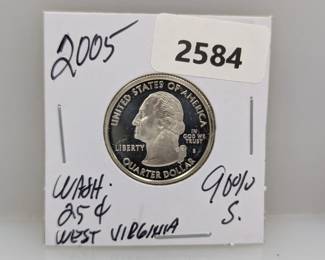 2005
2584
UNITED STATES OF AMERICA
LIBERTY
IN
GOD WE
TRUST
S
QUARTER DOLLAR
WASH.
25¢
WEST VIRGINIA
90%
S.